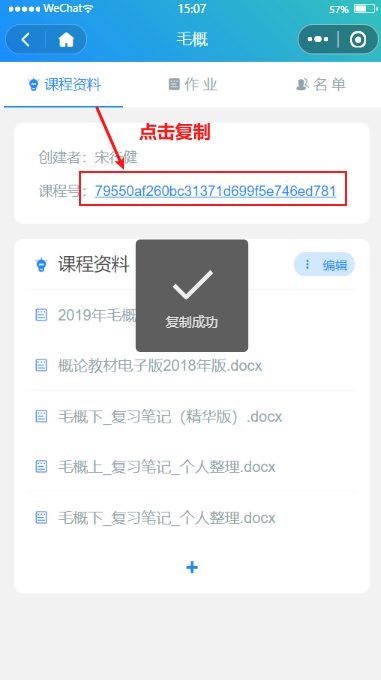 WeChat 15:07 57%
毛概
课程资料 作业 名单
点击复制
创建者：宋行健
课程号：79550af260bc31371d699f5e746ed781
课程资料 编辑
2019年毛概
复制成功
概论教材电子版2018年版.docx
毛概下_复习笔记（精华版）.docx
毛概上_复习笔记_个人整理.docx
毛概下_复习笔记_个人整理.docx
+